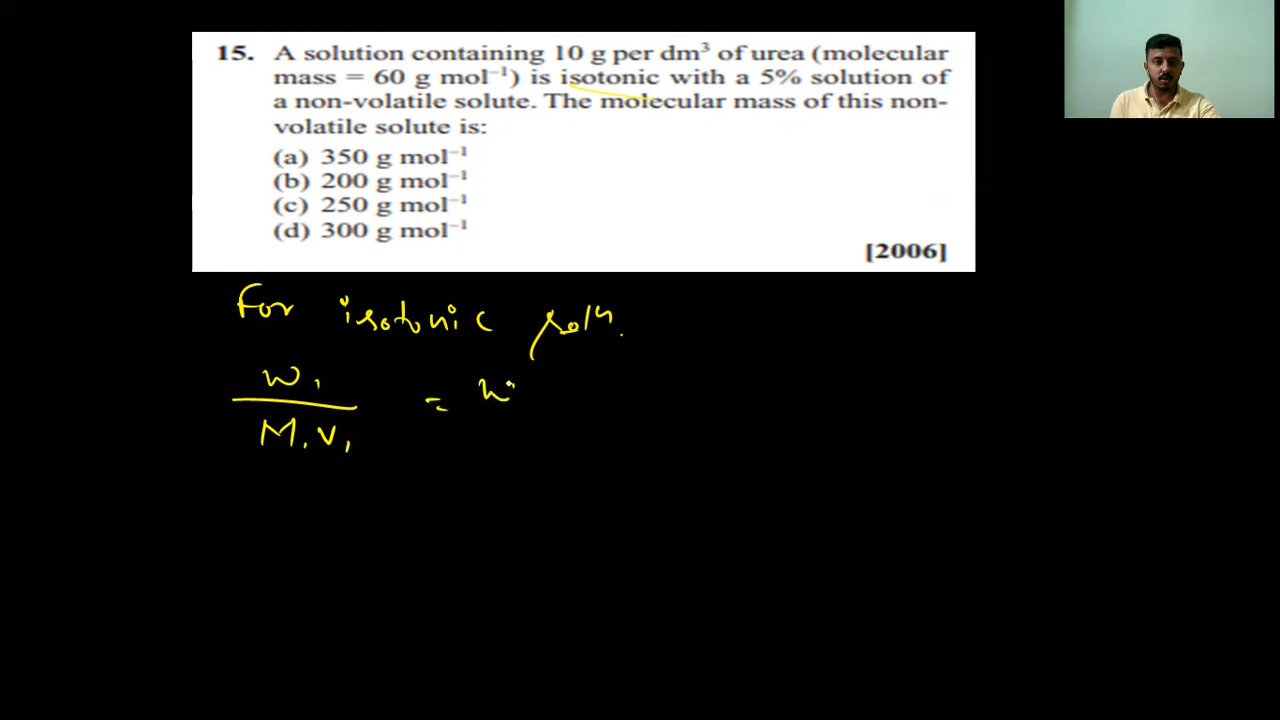 15. A solution containing 10 g per dm³ of urea (molecular
mass = 60 g mol⁻¹) is isotonic with a 5% solution of
a non-volatile solute. The molecular mass of this non-
volatile solute is:
(a) 350 g mol⁻¹
(b) 200 g mol⁻¹
(c) 250 g mol⁻¹
(d) 300 g mol⁻¹
[2006]
For isotonic soln.
w₁
=
M₁V₁